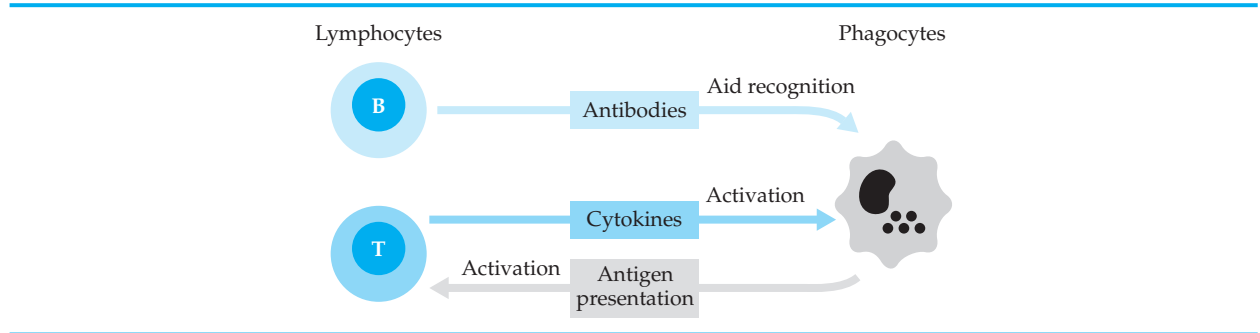 Lymphocytes
Phagocytes
B
Antibodies
Aid recognition
T
Cytokines
Activation
Activation
Antigen
presentation